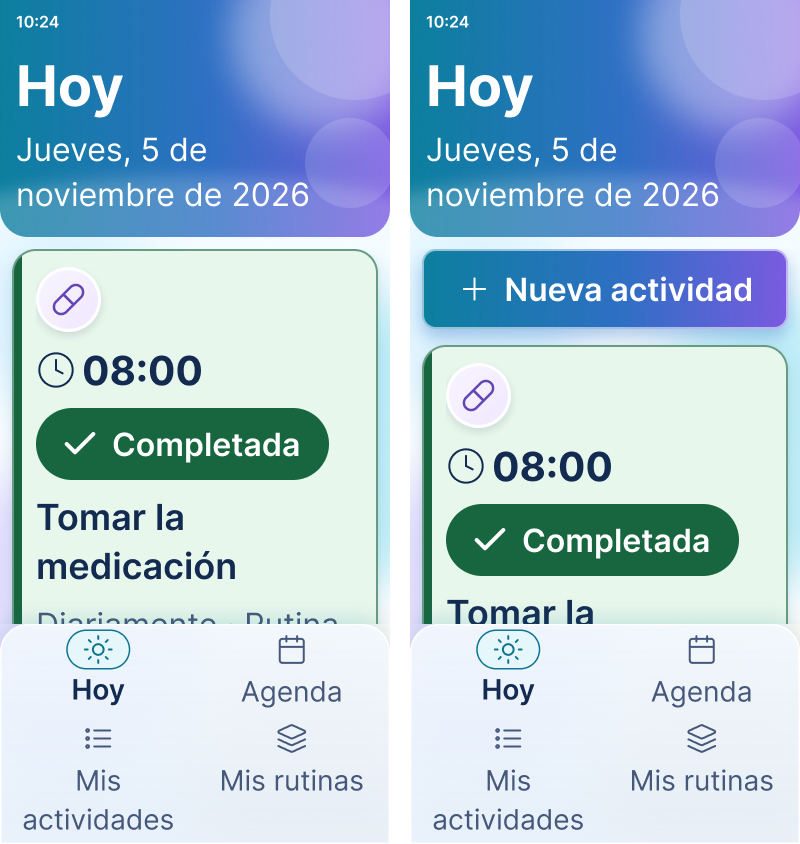 10:24
Hoy
Jueves, 5 de
noviembre de 2026
08:00
Completada
Tomar la
medicación
Diariamente · Rutina
Hoy
Agenda
Mis
actividades
Mis rutinas
10:24
Hoy
Jueves, 5 de
noviembre de 2026
Nueva actividad
08:00
Completada
Tomar la
Hoy
Agenda
Mis
actividades
Mis rutinas